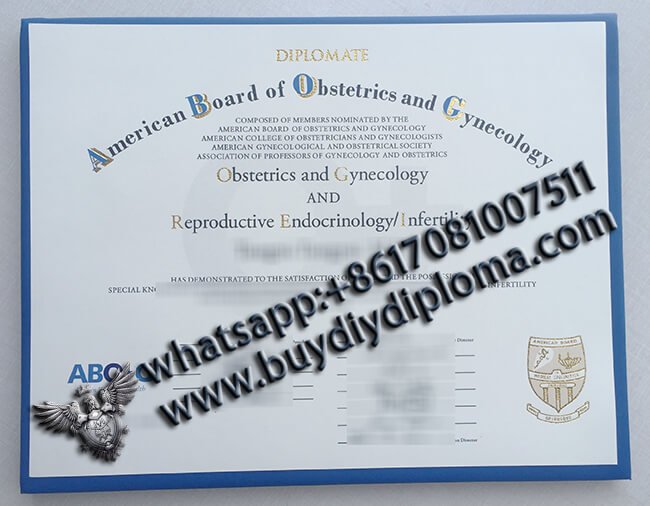 DIPLOMATE
American Board of Obstetrics and Gynecology
COMPOSED OF MEMBERS NOMINATED BY THE
AMERICAN BOARD OF OBSTETRICS AND GYNECOLOGY
AMERICAN COLLEGE OF OBSTETRICIANS AND GYNECOLOGISTS
AMERICAN GYNECOLOGICAL AND OBSTETRICAL SOCIETY
ASSOCIATION OF PROFESSORS OF GYNECOLOGY AND OBSTETRICS
Obstetrics and Gynecology
AND
Reproductive Endocrinology/Infertility
HAS DEMONSTRATED TO THE SATISFACTION
SPECIAL INFERTILITY
whatsapp:+8617081007511
www.buydiydiploma.com
Director
AMERICAN BOARD
Director